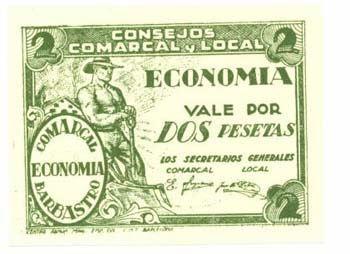 CONSEJOS
2 COMARCAL y LOCAL 2
ECONOMIA
VALE POR
DOS PESETAS
COMARCAL
ECONOMIA
BARBASTRO
LOS SECRETARIOS GENERALES
COMARCAL LOCAL
2
BARCELONA